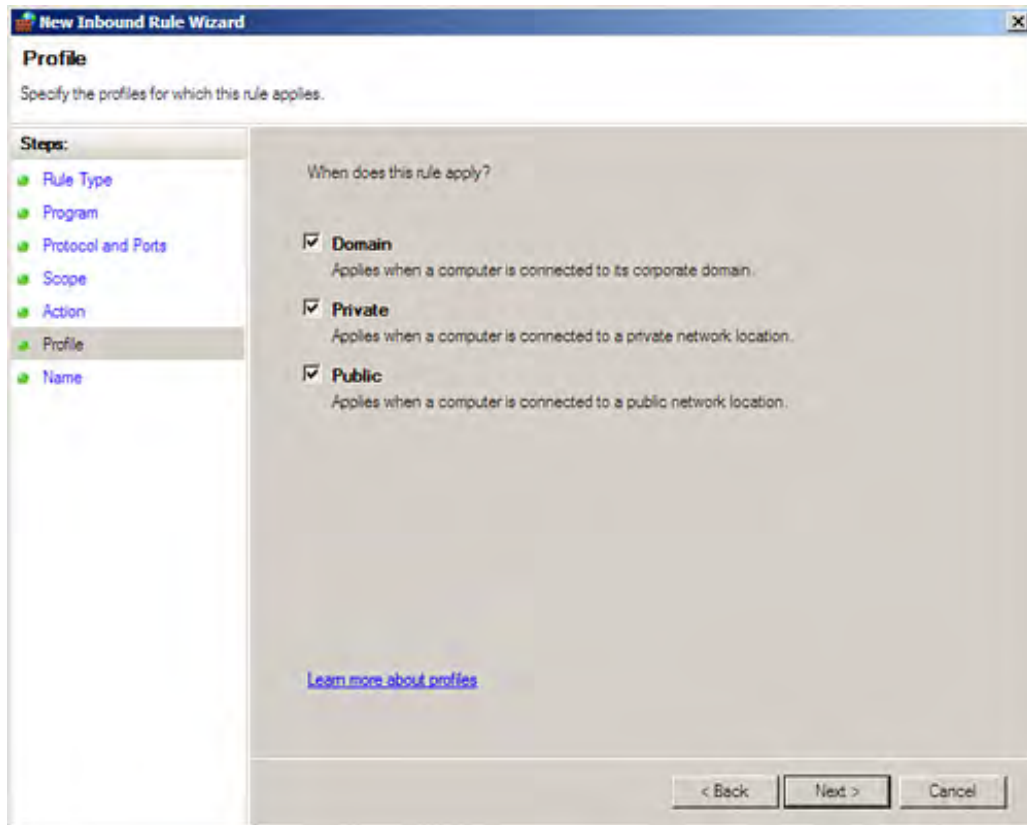 New Inbound Rule Wizard
Profile
Specify the profiles for which this rule applies.
Steps:
Rule Type
Program
Protocol and Ports
Scope
Action
Profile
Name
When does this rule apply?
Domain
Applies when a computer is connected to its corporate domain.
Private
Applies when a computer is connected to a private network location.
Public
Applies when a computer is connected to a public network location.
Learn more about profiles
< Back
Next >
Cancel